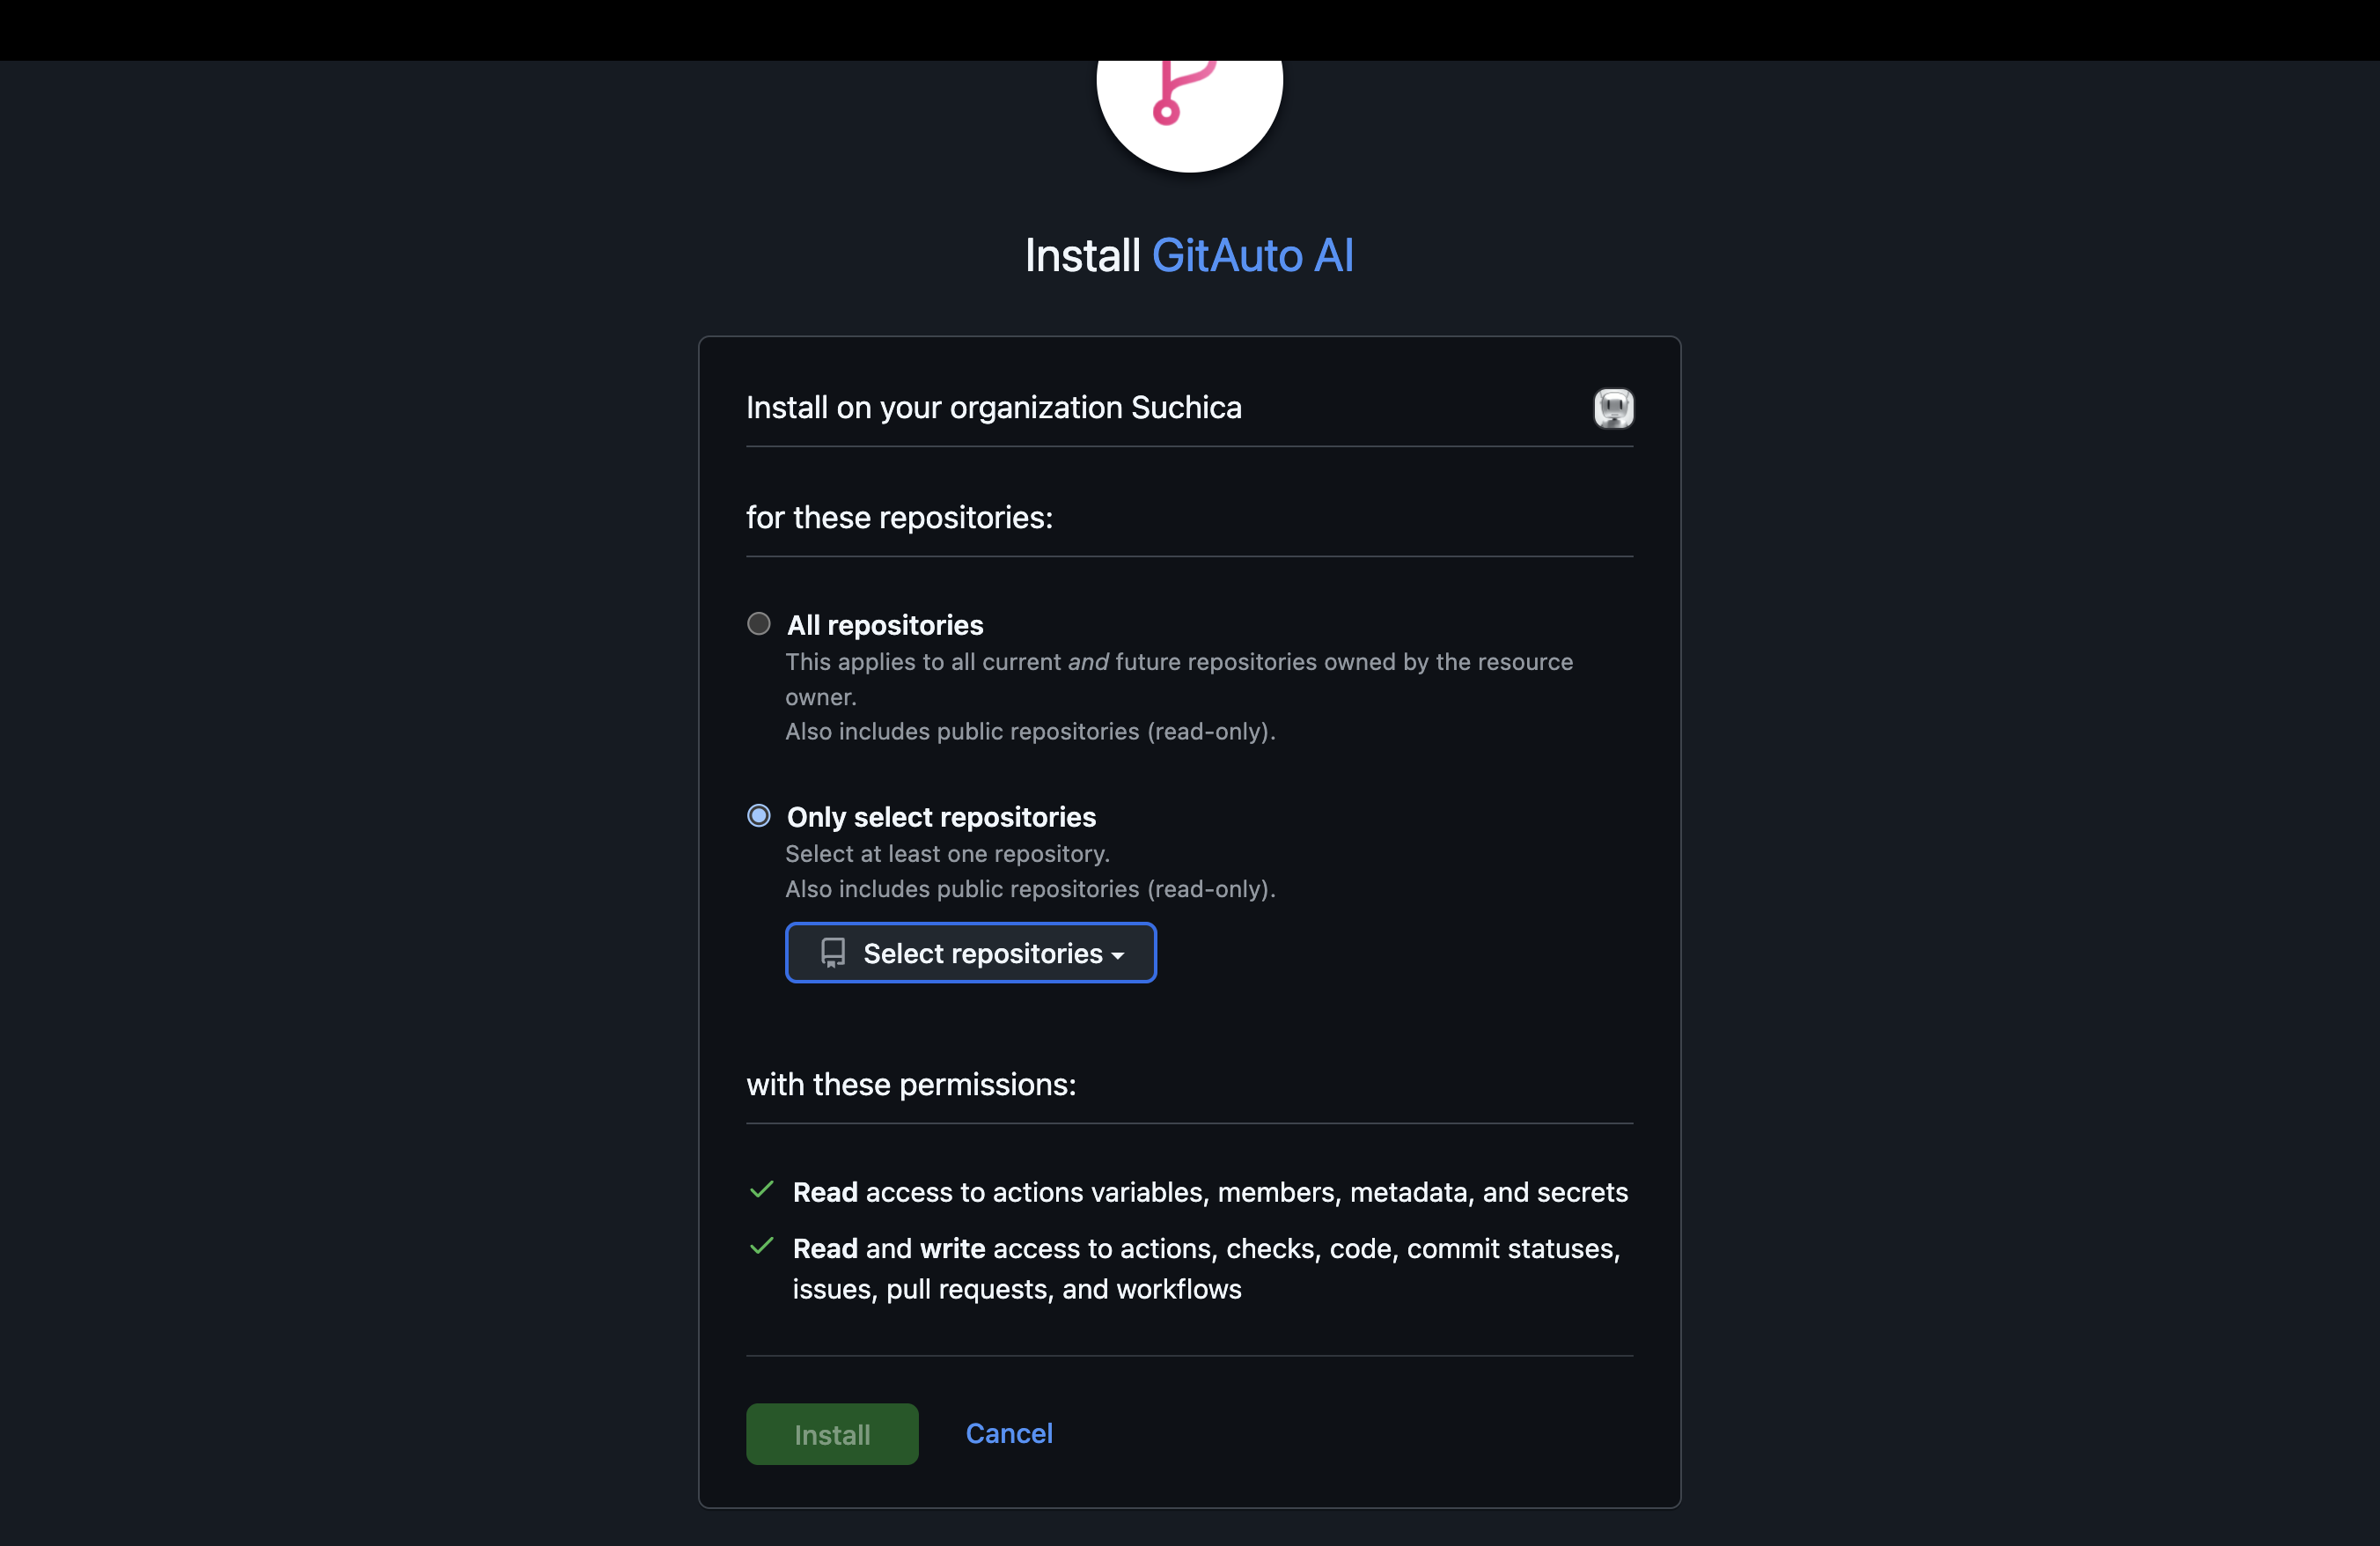 Install GitAuto AI
Install on your organization Suchica
for these repositories:
All repositories
This applies to all current and future repositories owned by the resource
owner.
Also includes public repositories (read-only).
Only select repositories
Select at least one repository.
Also includes public repositories (read-only).
Select repositories
with these permissions:
Read access to actions variables, members, metadata, and secrets
Read and write access to actions, checks, code, commit statuses,
issues, pull requests, and workflows
Install Cancel